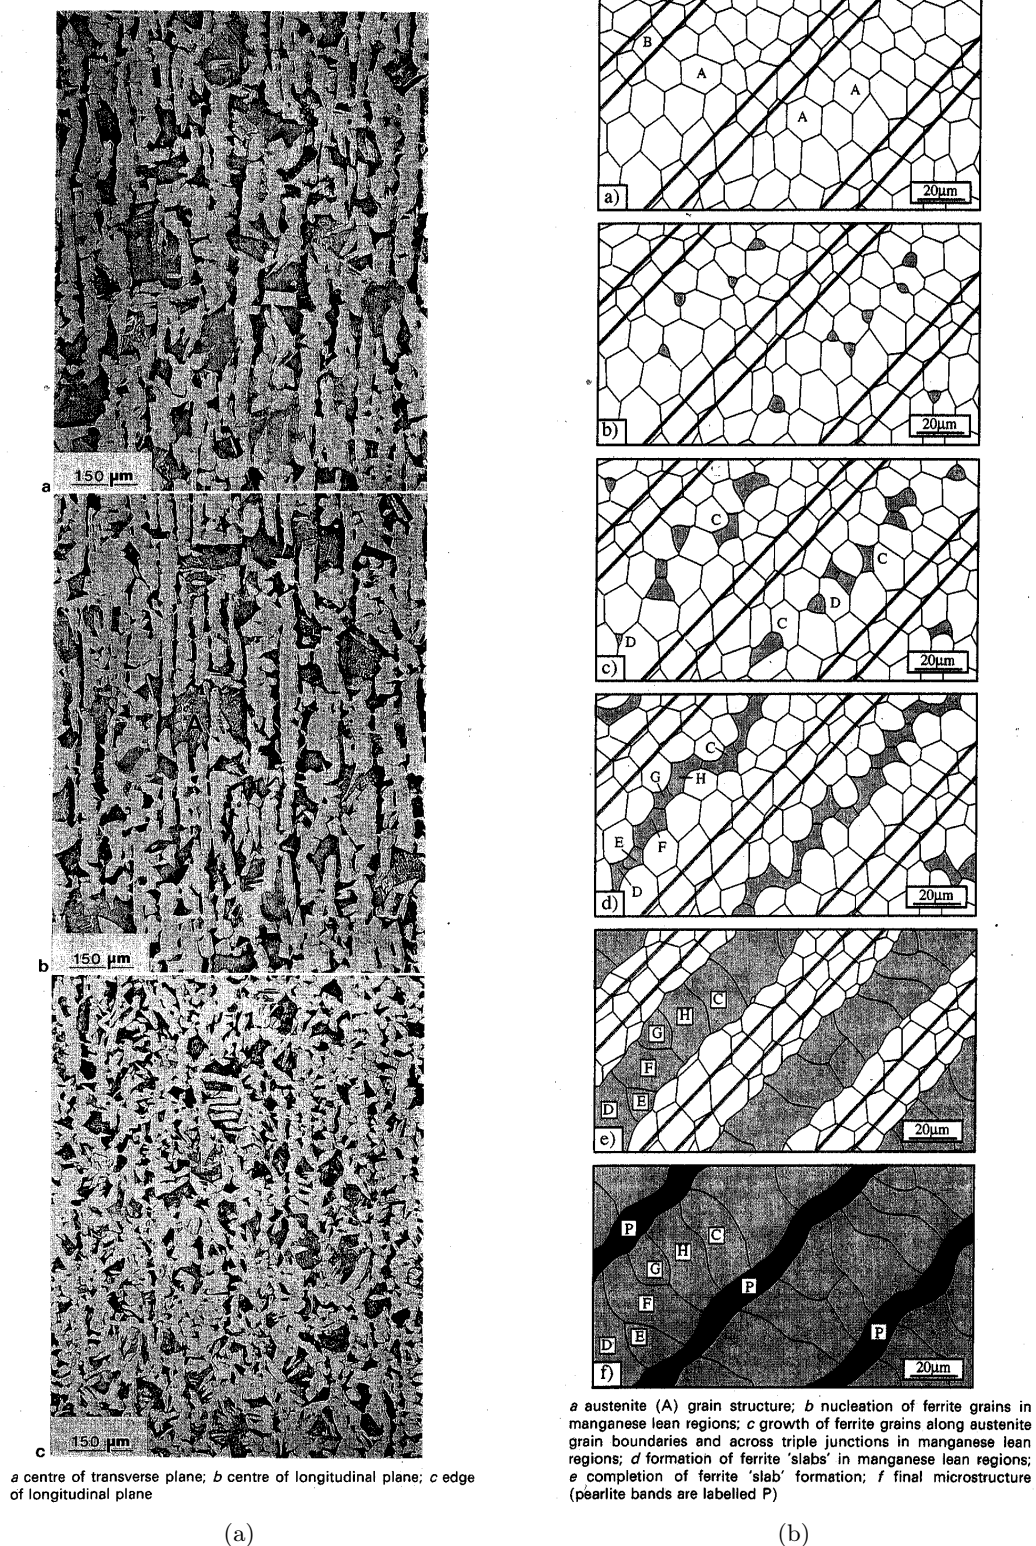 a
150 µm
b
150 µm
A
c
150 µm
a centre of transverse plane; b centre of longitudinal plane; c edge
of longitudinal plane
(a)
B
A
A
A
a)
20µm
b)
20µm
C
C
D
C
D
c)
20µm
C
G
H
E
F
D
d)
20µm
C
H
G
F
E
D
e)
20µm
P
C
H
G
P
F
P
E
D
f)
20µm
a austenite (A) grain structure; b nucleation of ferrite grains in
manganese lean regions; c growth of ferrite grains along austenite
grain boundaries and across triple junctions in manganese lean
regions; d formation of ferrite 'slabs' in manganese lean regions;
e completion of ferrite 'slab' formation; f final microstructure
(pearlite bands are labelled P)
(b)